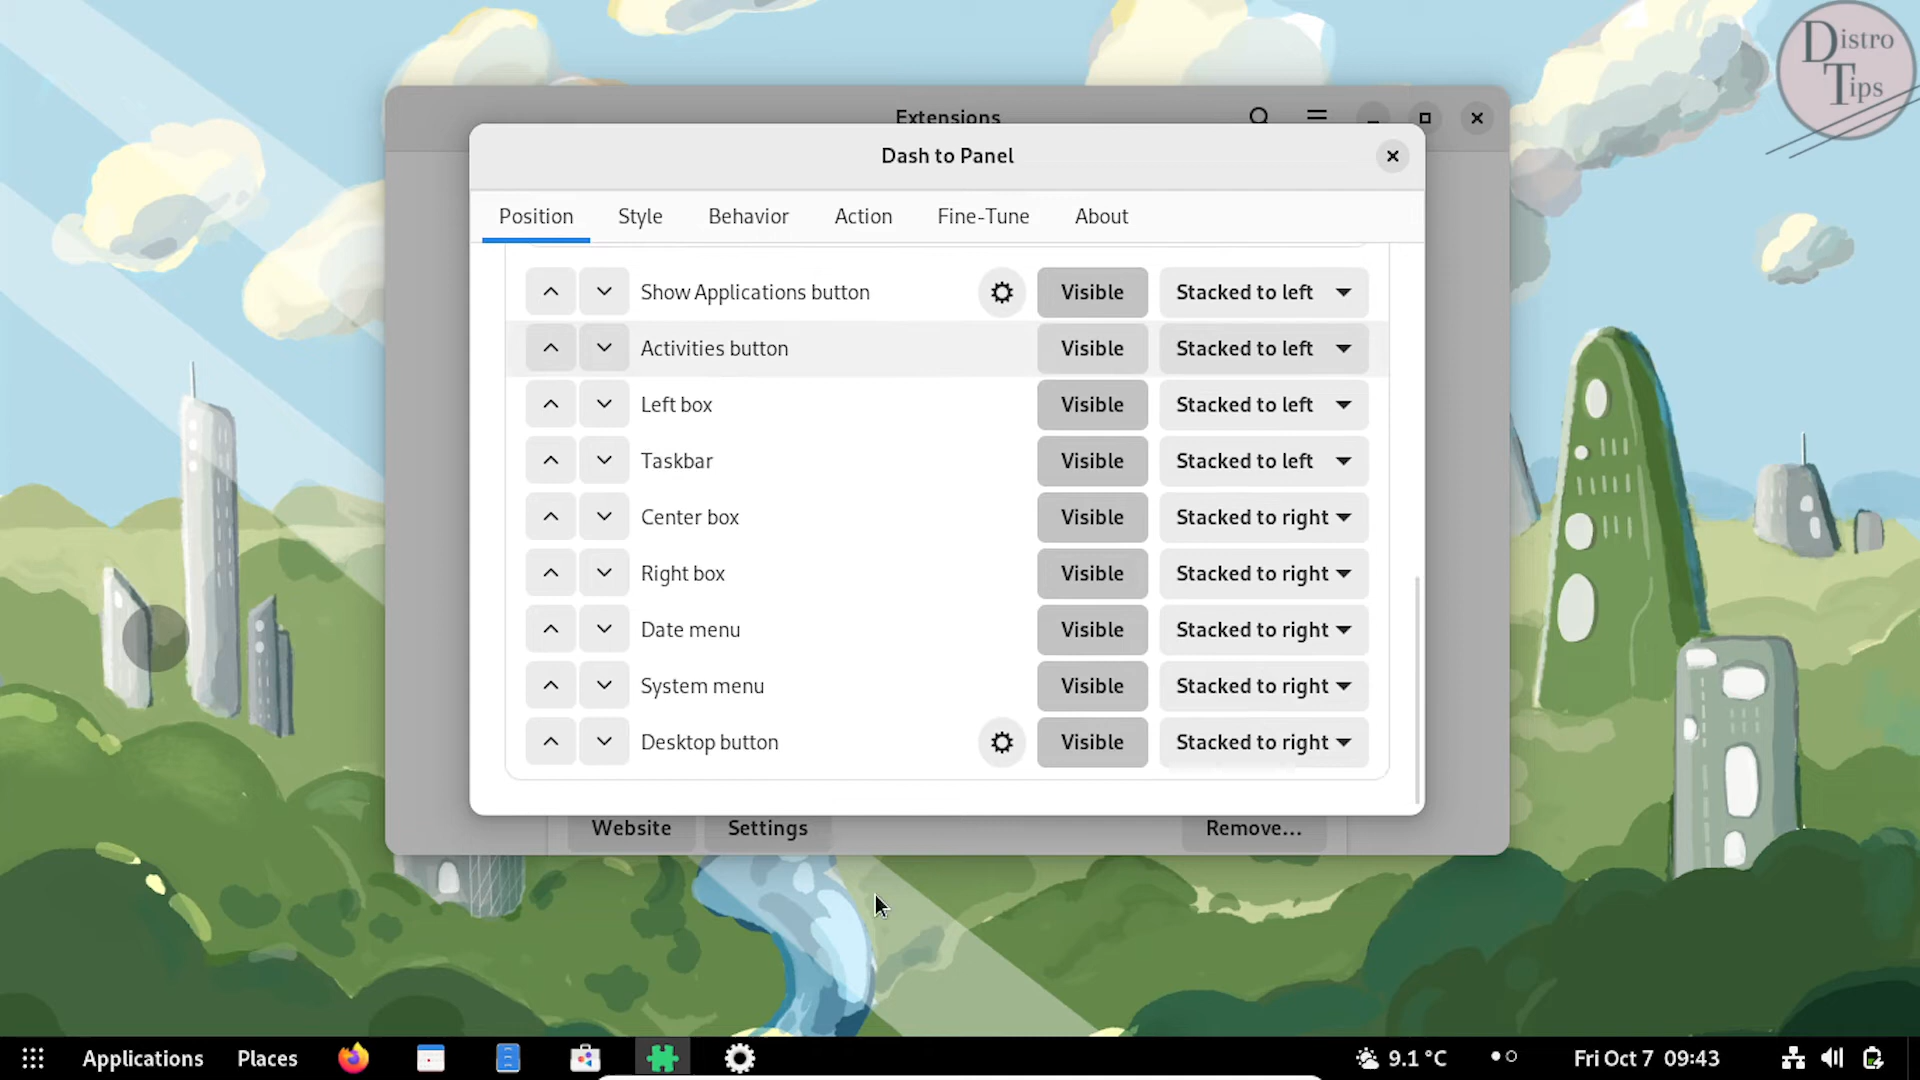 Distro
Tips
Extensions
Dash to Panel
Position Style Behavior Action Fine-Tune About
Show Applications button Visible Stacked to left
Activities button Visible Stacked to left
Left box Visible Stacked to left
Taskbar Visible Stacked to left
Center box Visible Stacked to right
Right box Visible Stacked to right
Date menu Visible Stacked to right
System menu Visible Stacked to right
Desktop button Visible Stacked to right
Website Settings Remove...
Applications Places 9.1 °C Fri Oct 7 09:43